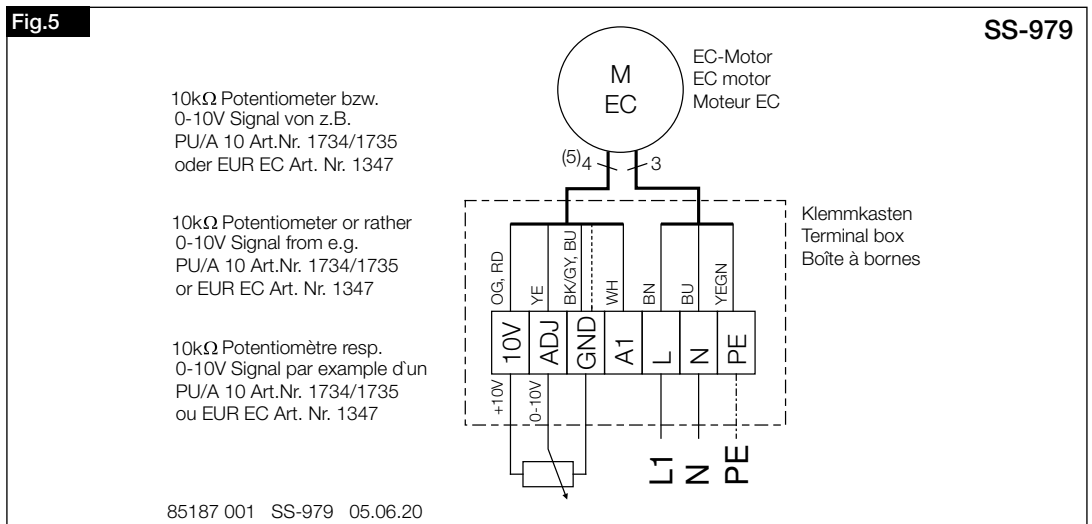 Fig.5
SS-979
M
EC
EC-Motor
EC motor
Moteur EC
10kΩ Potentiometer bzw.
0-10V Signal von z.B.
PU/A 10 Art.Nr. 1734/1735
oder EUR EC Art. Nr. 1347
(5)4
3
10kΩ Potentiometer or rather
0-10V Signal from e.g.
PU/A 10 Art.Nr. 1734/1735
or EUR EC Art. Nr. 1347
Klemmkasten
Terminal box
Boîte à bornes
OG, RD
YE
BK/GY, BU
WH
BN
BU
YEGN
10V
ADJ
GND
A1
L
N
PE
10kΩ Potentiomètre resp.
0-10V Signal par example d`un
PU/A 10 Art.Nr. 1734/1735
ou EUR EC Art. Nr. 1347
+10V
0-10V
L1
N
PE
85187 001 SS-979 05.06.20